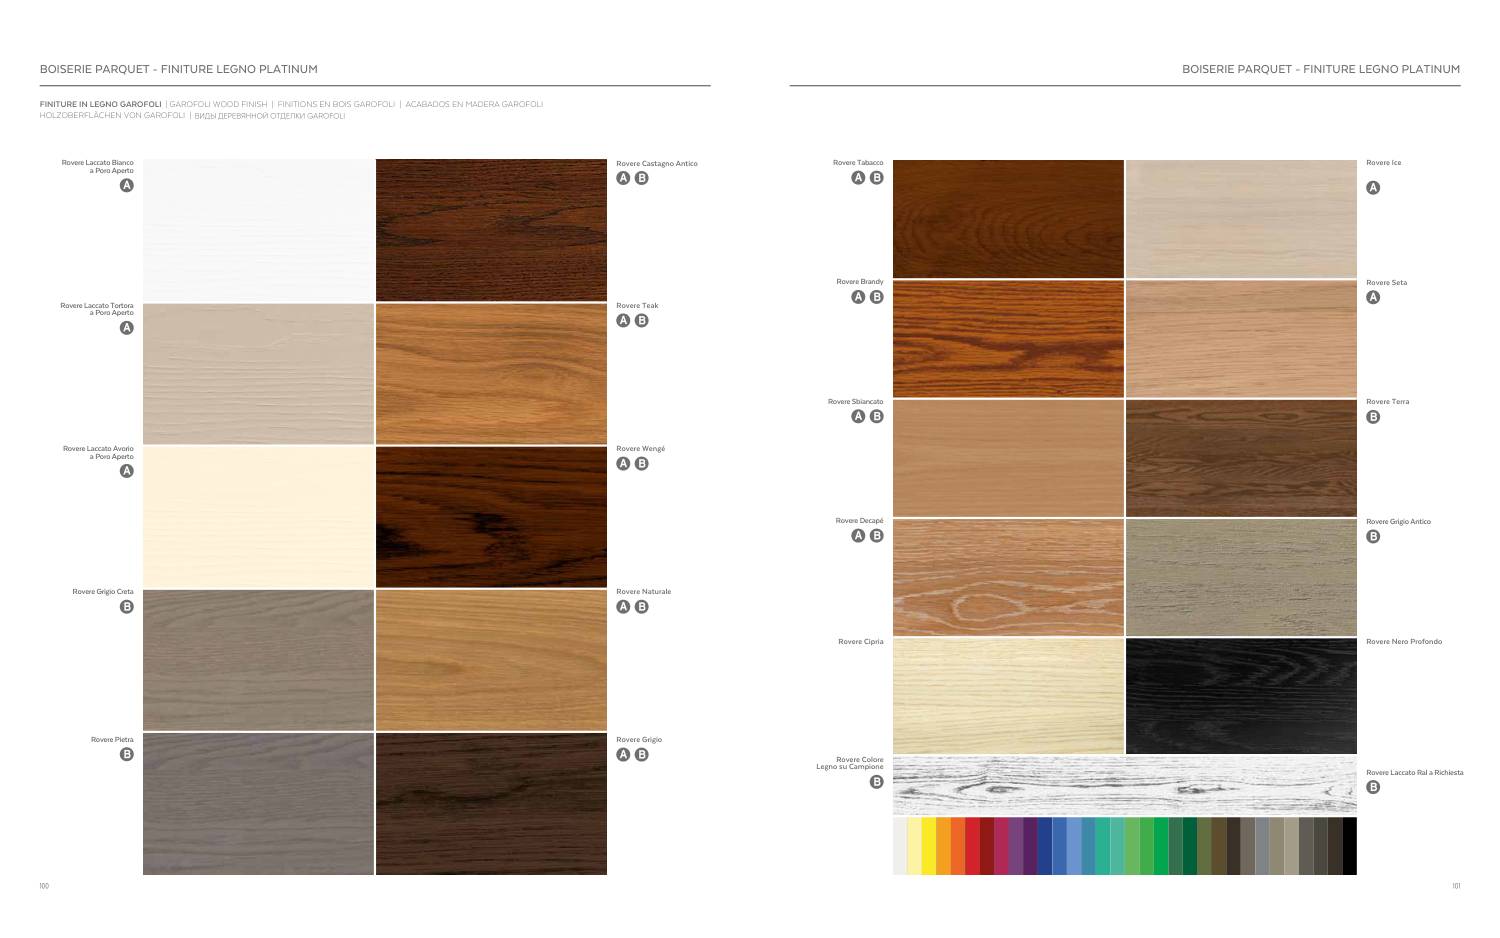 BOISERIE PARQUET - FINITURE LEGNO PLATINUM
FINITURE IN LEGNO GAROFOLI | GAROFOLI WOOD FINISH | FINITIONS EN BOIS GAROFOLI | ACABADOS EN MADERA GAROFOLI
HOLZOBERFLÄCHEN VON GAROFOLI | ВИДЫ ДЕРЕВЯННОЙ ОТДЕЛКИ GAROFOLI
Rovere Laccato Bianco
a Poro Aperto
A
Rovere Castagno Antico
A B
Rovere Laccato Tortora
a Poro Aperto
A
Rovere Teak
A B
Rovere Laccato Avorio
a Poro Aperto
A
Rovere Wengé
A B
Rovere Grigio Creta
B
Rovere Naturale
A B
Rovere Pietra
B
Rovere Grigio
A B
100
BOISERIE PARQUET - FINITURE LEGNO PLATINUM
Rovere Tabacco
A B
Rovere Ice
A
Rovere Brandy
A B
Rovere Seta
A
Rovere Sbiancato
A B
Rovere Terra
B
Rovere Decapé
A B
Rovere Grigio Antico
B
Rovere Cipria
Rovere Nero Profondo
Rovere Colore
Legno su Campione
B
Rovere Laccato Ral a Richiesta
B
101